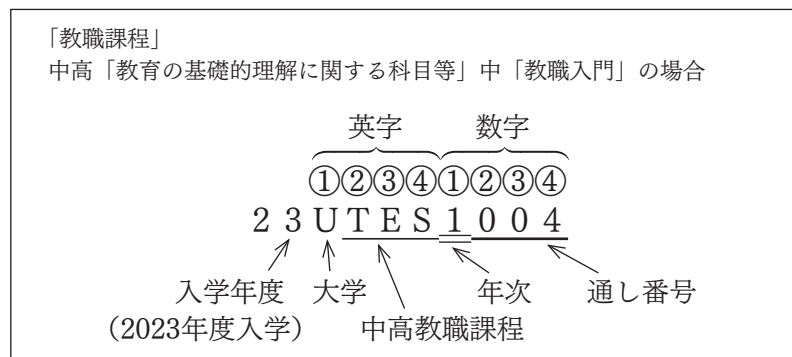 「教職課程」
中高「教育の基礎的理解に関する科目等」中「教職入門」の場合
英字 数字
①②③④①②③④
23UTES1004
入学年度 大学 年次 通し番号
(2023年度入学) 中高教職課程